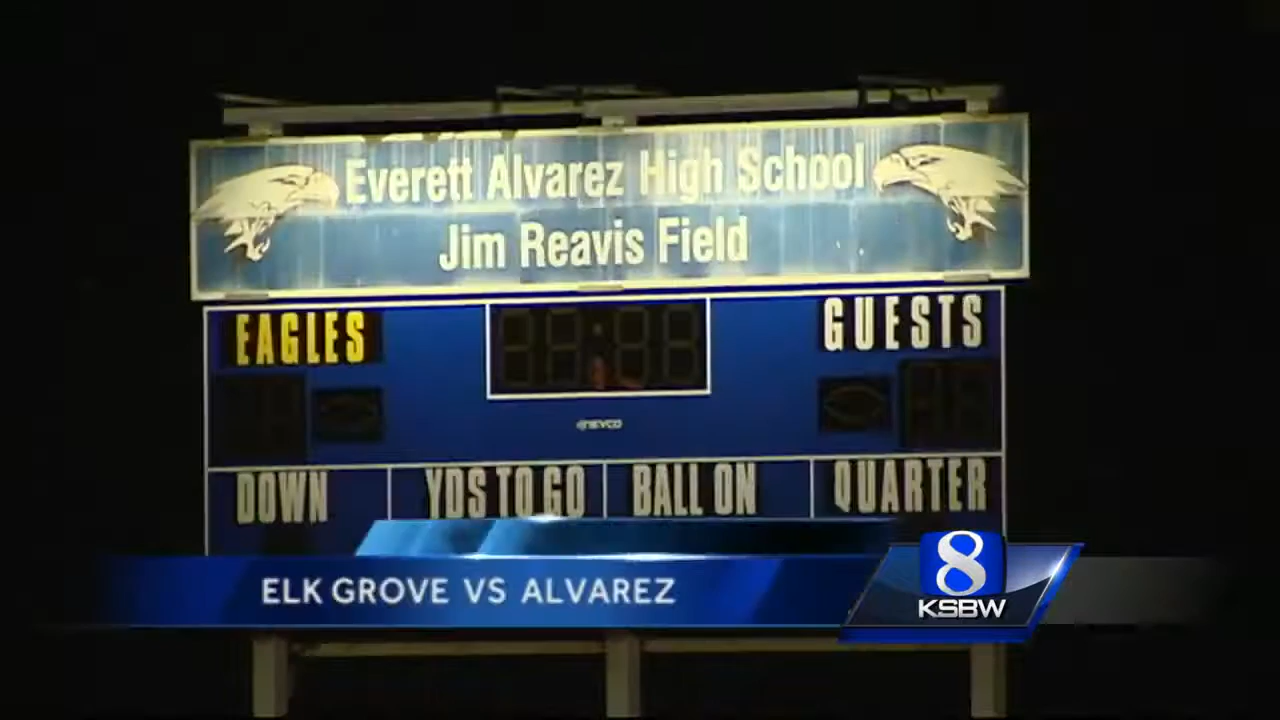 Everett Alvarez High School
Jim Reavis Field
EAGLES
GUESTS
NEVCO
DOWN YDS TO GO BALL ON QUARTER
ELK GROVE VS ALVAREZ
8
KSBW